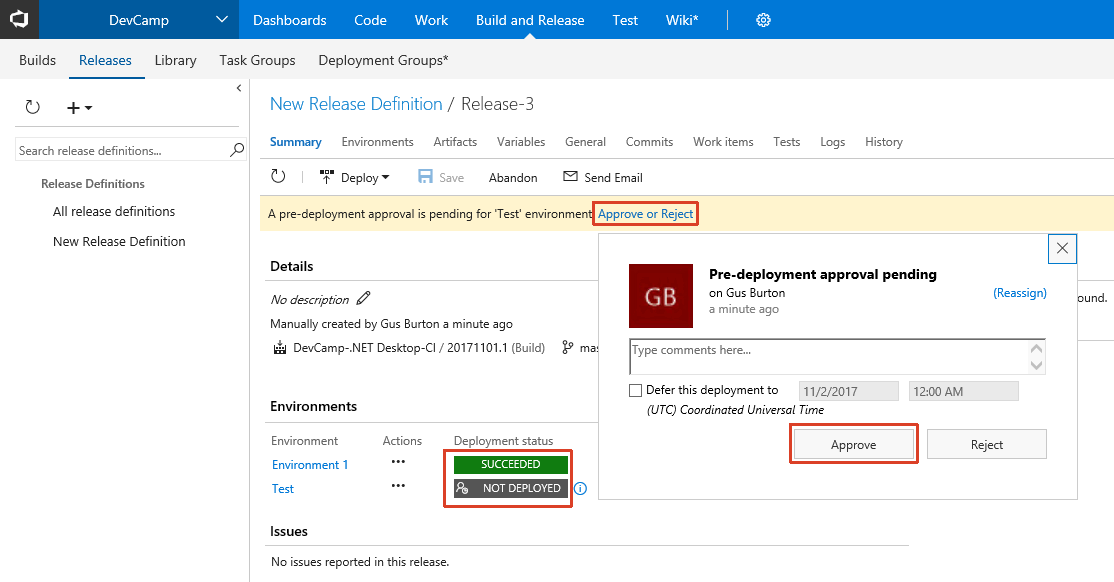 DevCamp Dashboards Code Work Build and Release Test Wiki*
Builds Releases Library Task Groups Deployment Groups*
New Release Definition / Release-3
Summary Environments Artifacts Variables General Commits Work items Tests Logs History
Search release definitions...
Release Definitions
All release definitions
New Release Definition
Deploy Save Abandon Send Email
A pre-deployment approval is pending for 'Test' environment Approve or Reject
Details
No description
Manually created by Gus Burton a minute ago
DevCamp-.NET Desktop-CI / 20171101.1 (Build) mas
ound.
GB
Pre-deployment approval pending
on Gus Burton
(Reassign)
a minute ago
Type comments here...
Defer this deployment to 11/2/2017 12:00 AM
(UTC) Coordinated Universal Time
Approve Reject
Environments
Environment Actions Deployment status
Environment 1 ••• SUCCEEDED
Test ••• NOT DEPLOYED
Issues
No issues reported in this release.